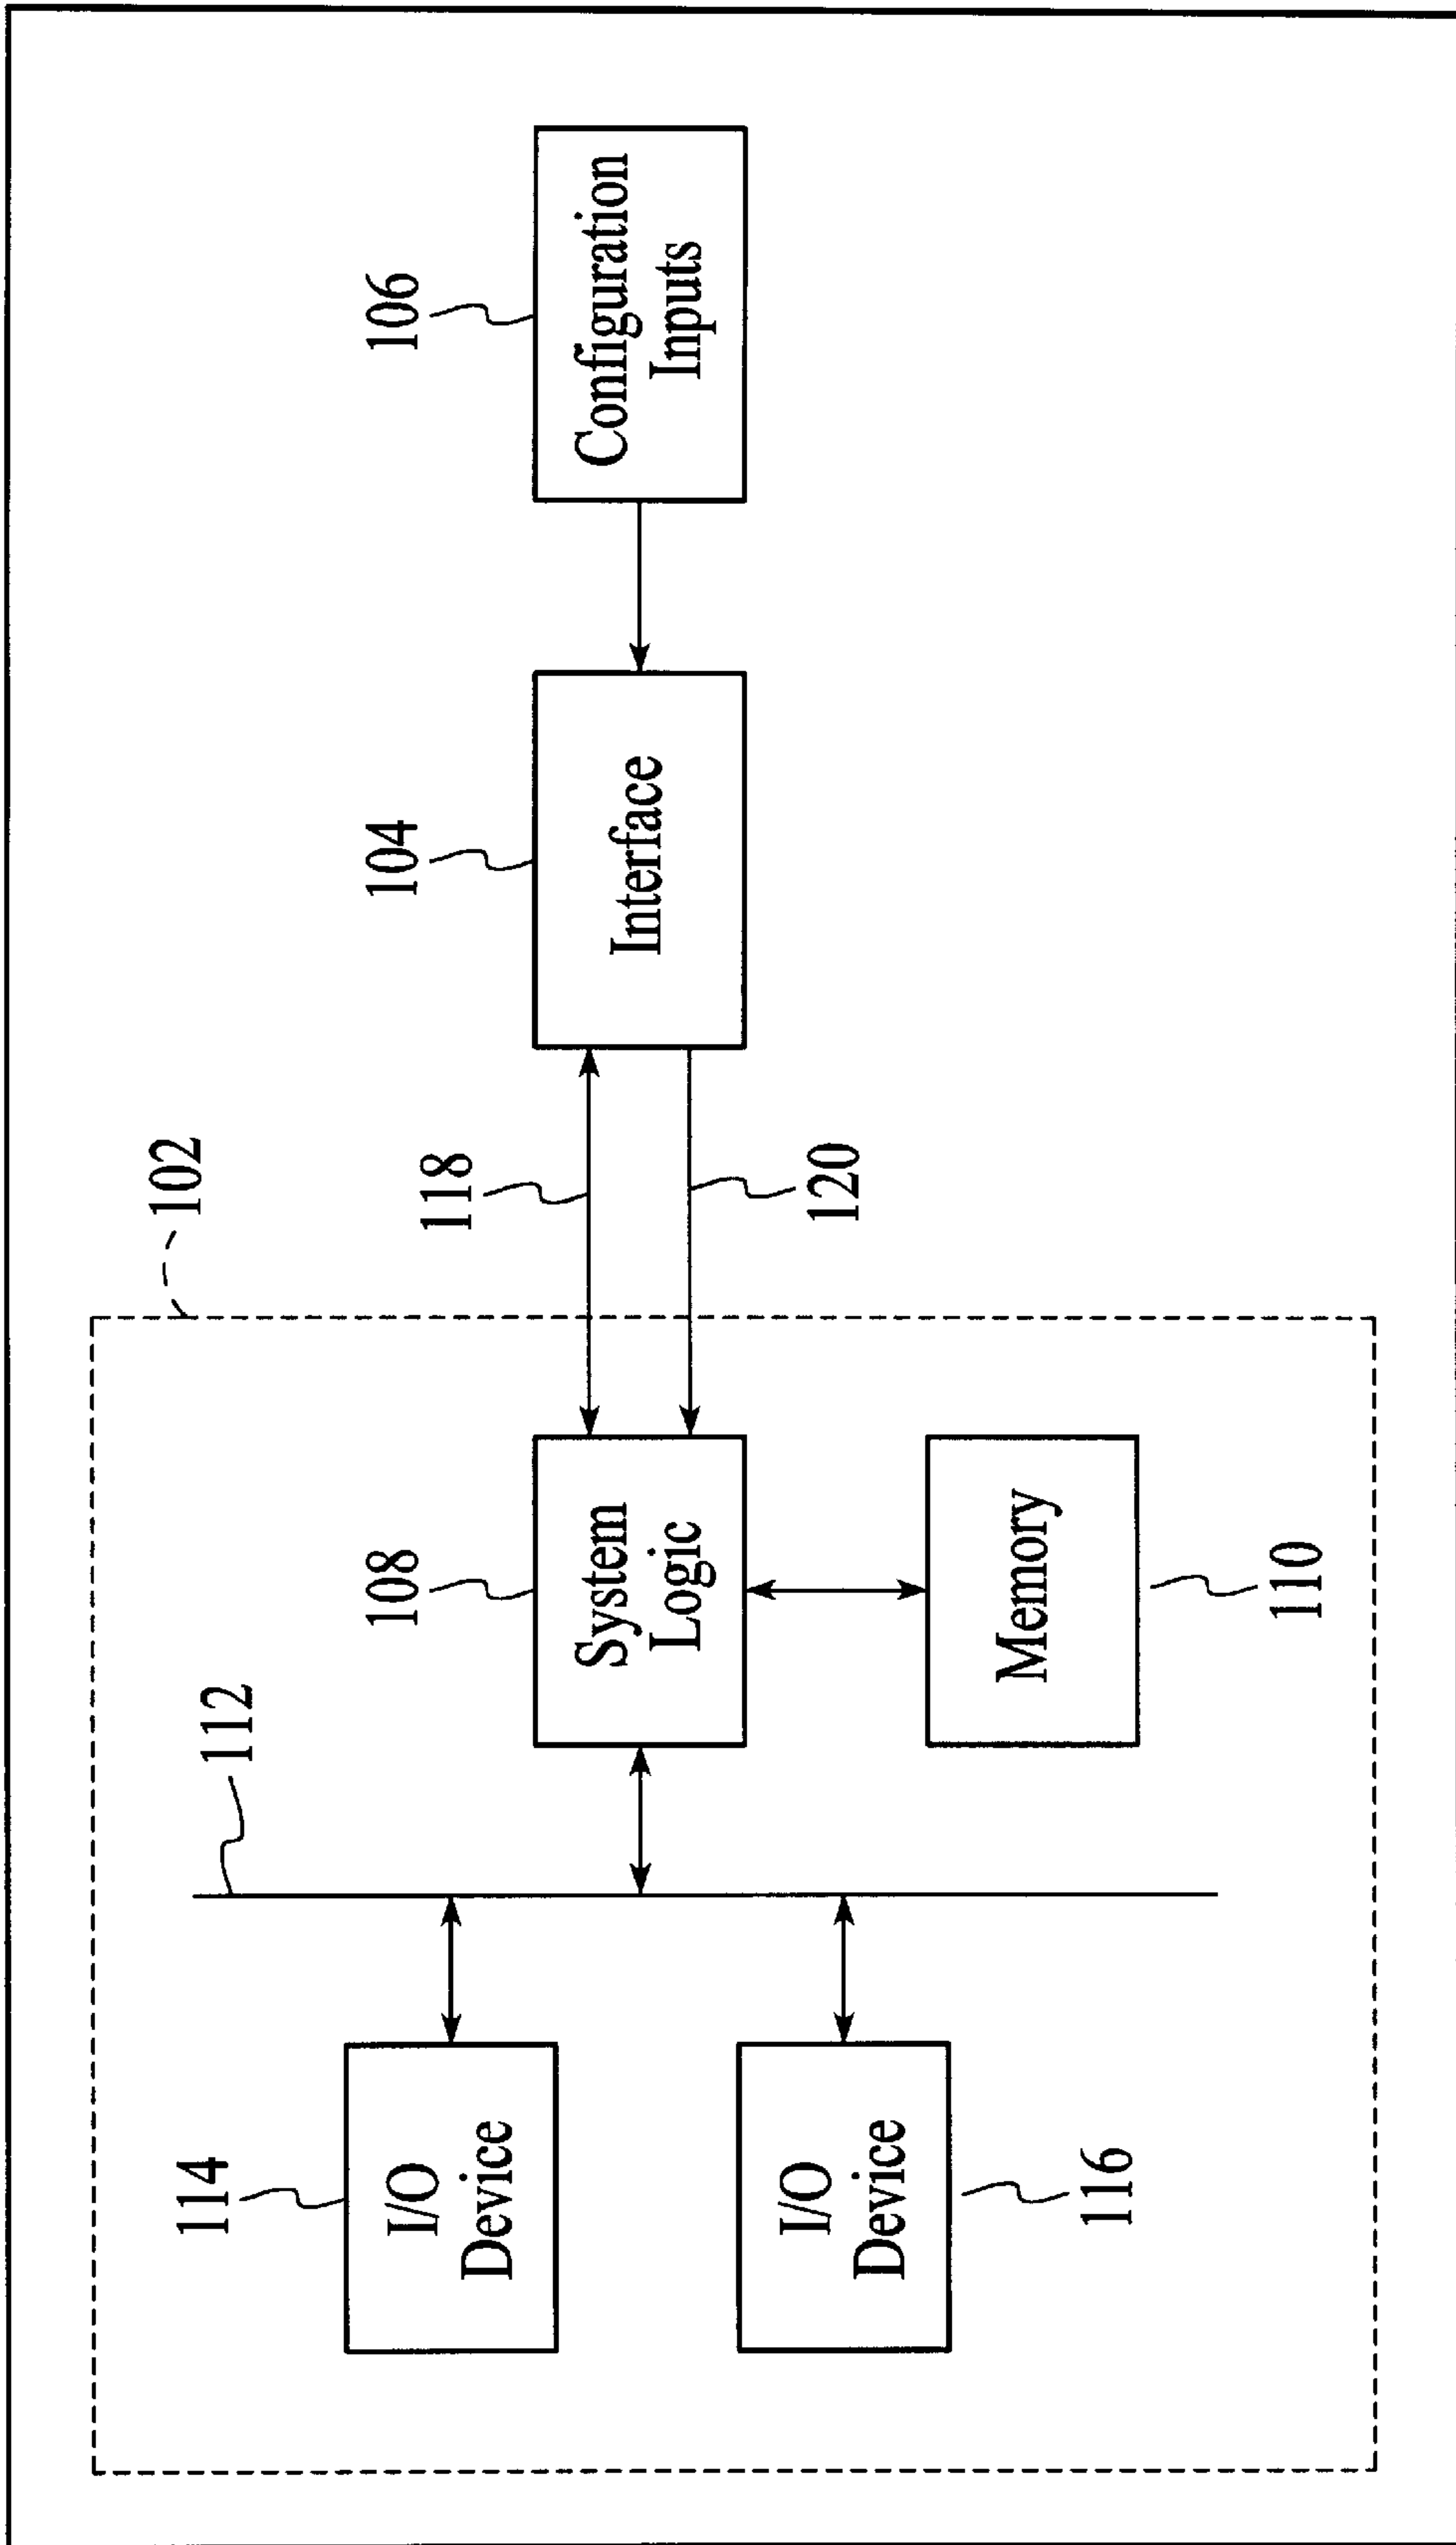 102
112
114
I/O
Device
108
System
Logic
118
104
Interface
106
Configuration
Inputs
120
I/O
Device
116
Memory
110